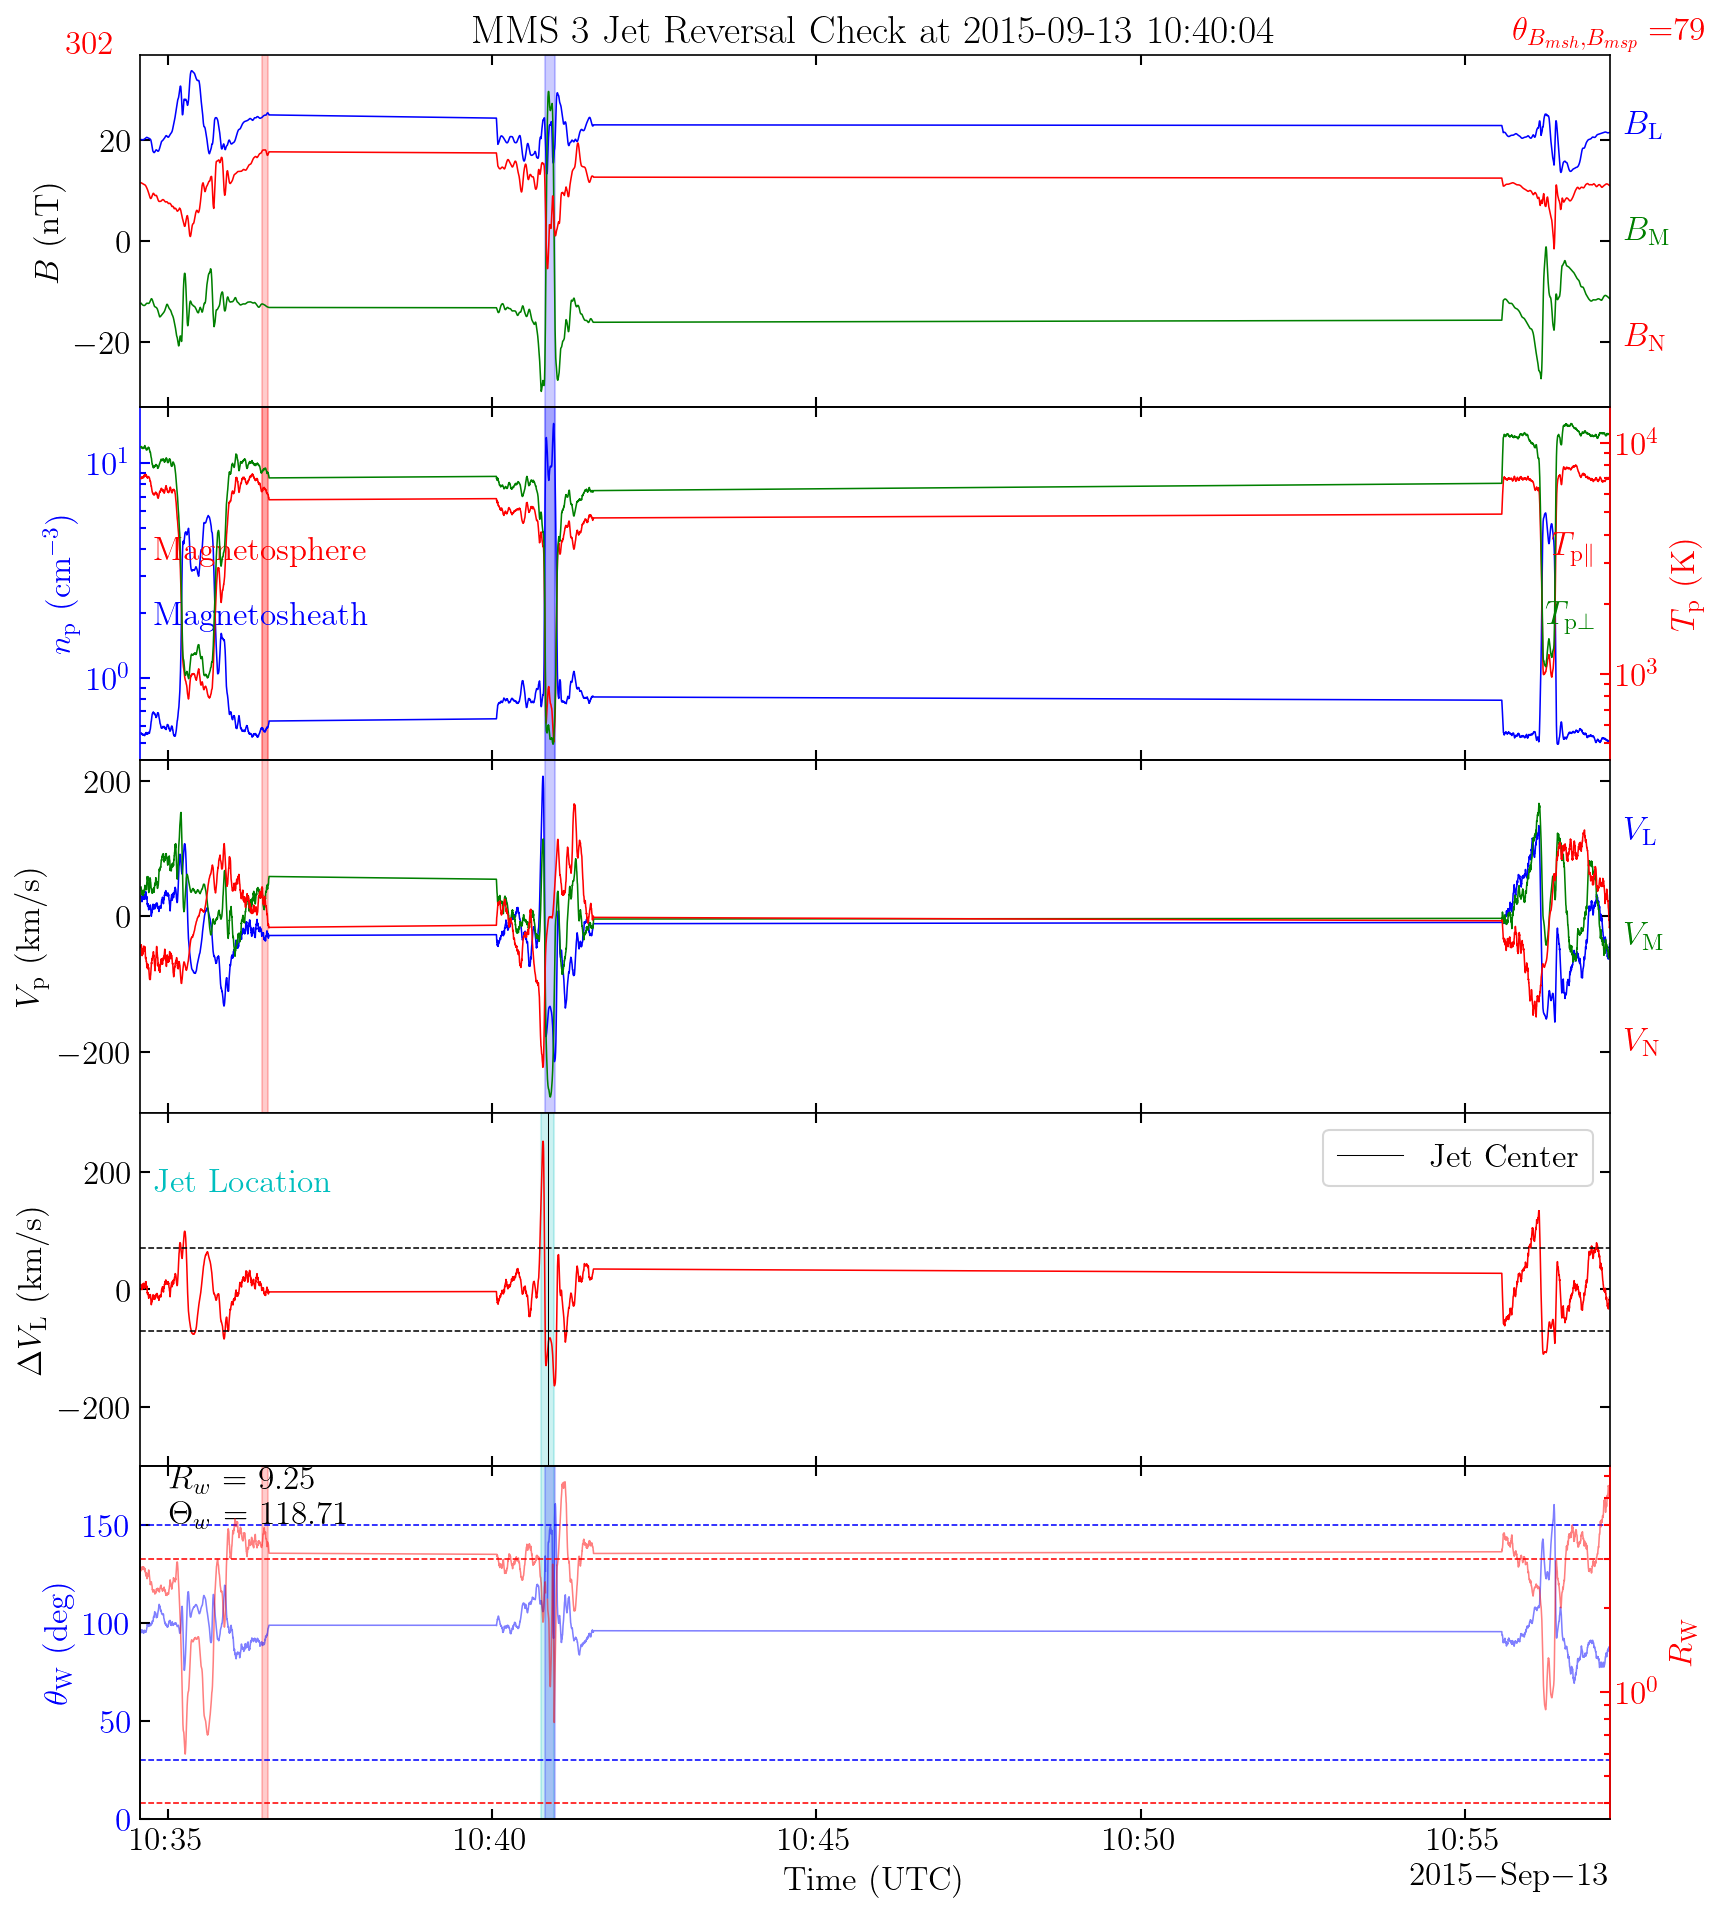 302
MMS 3 Jet Reversal Check at 2015-09-13 10:40:04
θ_{B_{msh},B_{msp}} =79
20
0
−20
B (nT)
B_L
B_M
B_N
10^1
10^0
n_p (cm^{−3})
Magnetosphere
Magnetosheath
T_{p∥}
T_{p⊥}
10^4
10^3
T_p (K)
200
0
−200
V_p (km/s)
V_L
V_M
V_N
200
0
−200
ΔV_L (km/s)
Jet Location
Jet Center
R_w = 9.25
Θ_w = 118.71
150
100
50
0
θ_W (deg)
10^0
R_W
10:35
10:40
10:45
10:50
10:55
Time (UTC)
2015−Sep−13